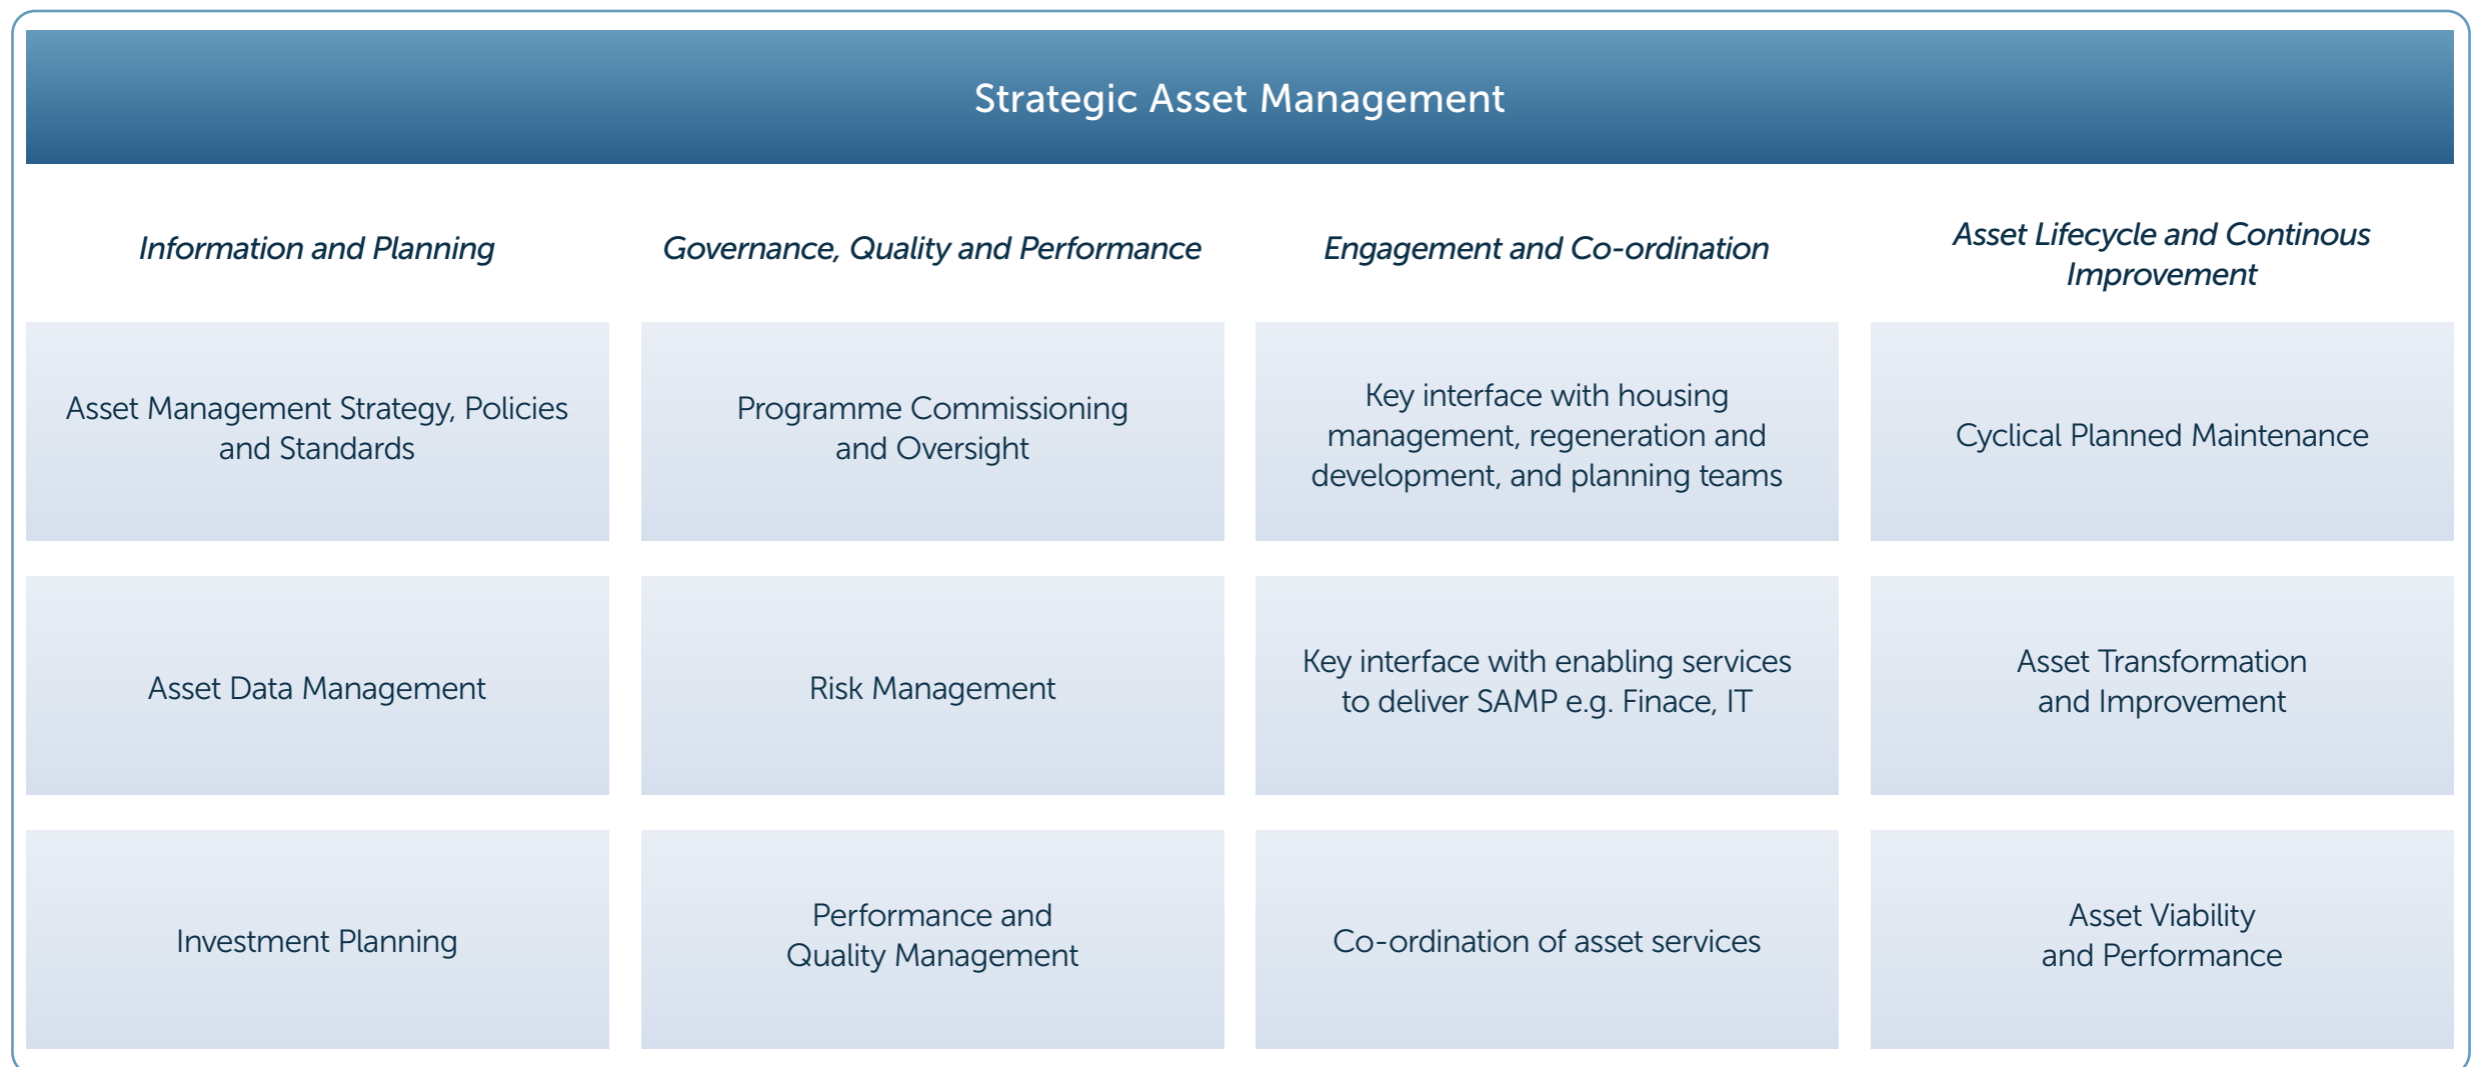 Strategic Asset Management
Information and Planning
Governance, Quality and Performance
Engagement and Co-ordination
Asset Lifecycle and Continous
Improvement
Asset Management Strategy, Policies
and Standards
Programme Commissioning
and Oversight
Key interface with housing
management, regeneration and
development, and planning teams
Cyclical Planned Maintenance
Asset Data Management
Risk Management
Key interface with enabling services
to deliver SAMP e.g. Finace, IT
Asset Transformation
and Improvement
Investment Planning
Performance and
Quality Management
Co-ordination of asset services
Asset Viability
and Performance